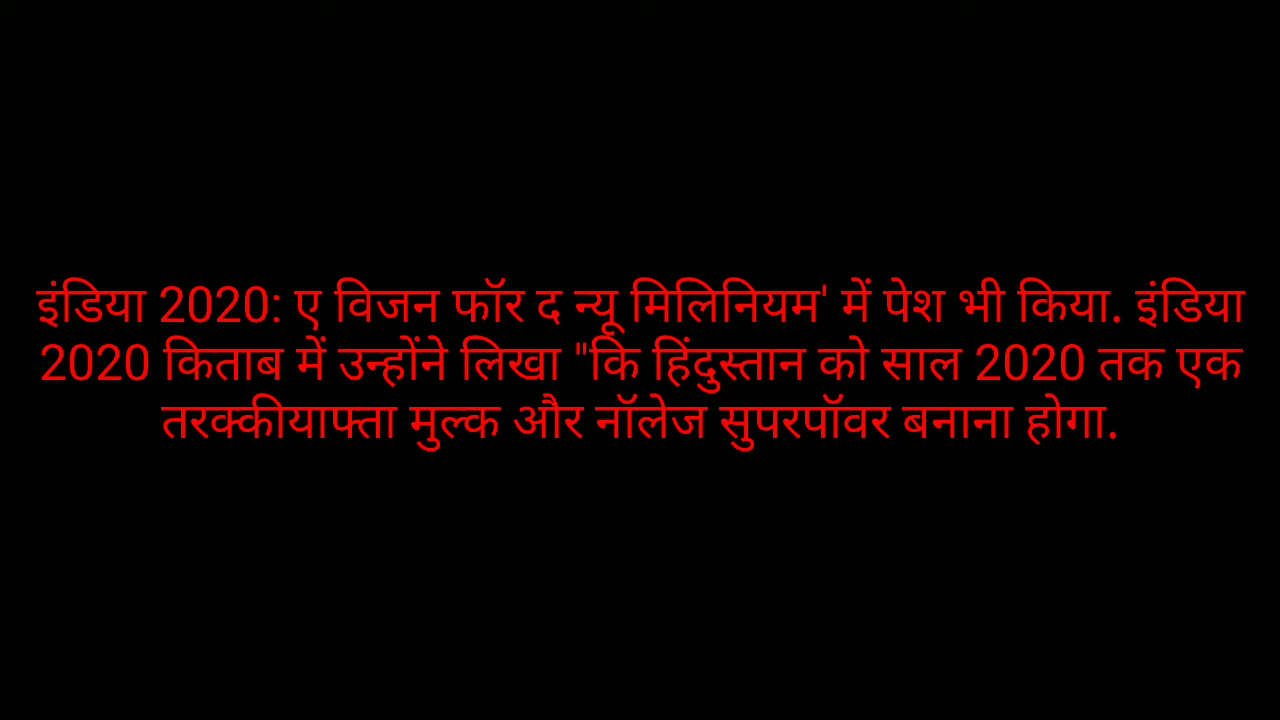 इंडिया 2020: ए विजन फॉर द न्यू मिलिनियम' में पेश भी किया. इंडिया
2020 किताब में उन्होंने लिखा "कि हिंदुस्तान को साल 2020 तक एक
तरक्कीयाफ्ता मुल्क और नॉलेज सुपरपॉवर बनाना होगा.